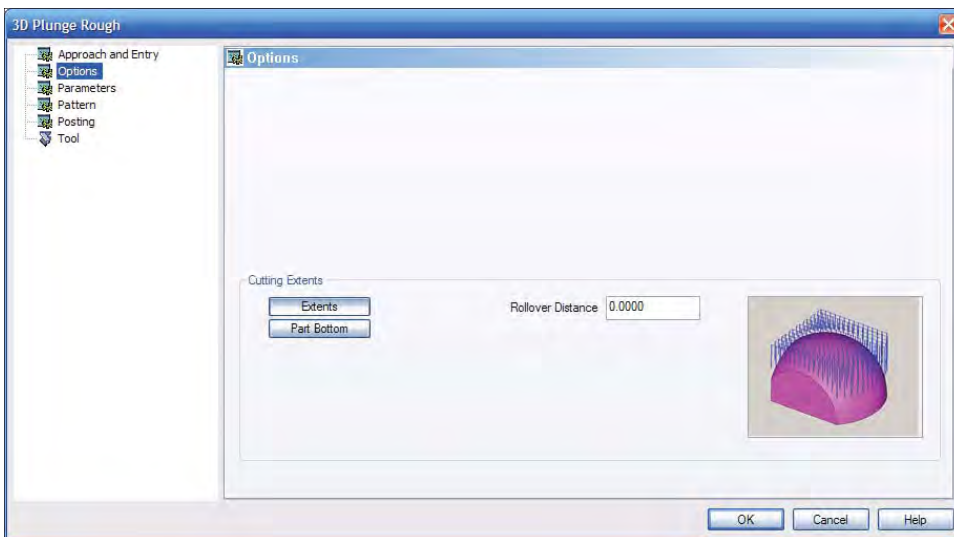 3D Plunge Rough
Approach and Entry
Options
Parameters
Pattern
Posting
Tool
Options
Cutting Extents
Extents
Part Bottom
Rollover Distance 0.0000
OK Cancel Help